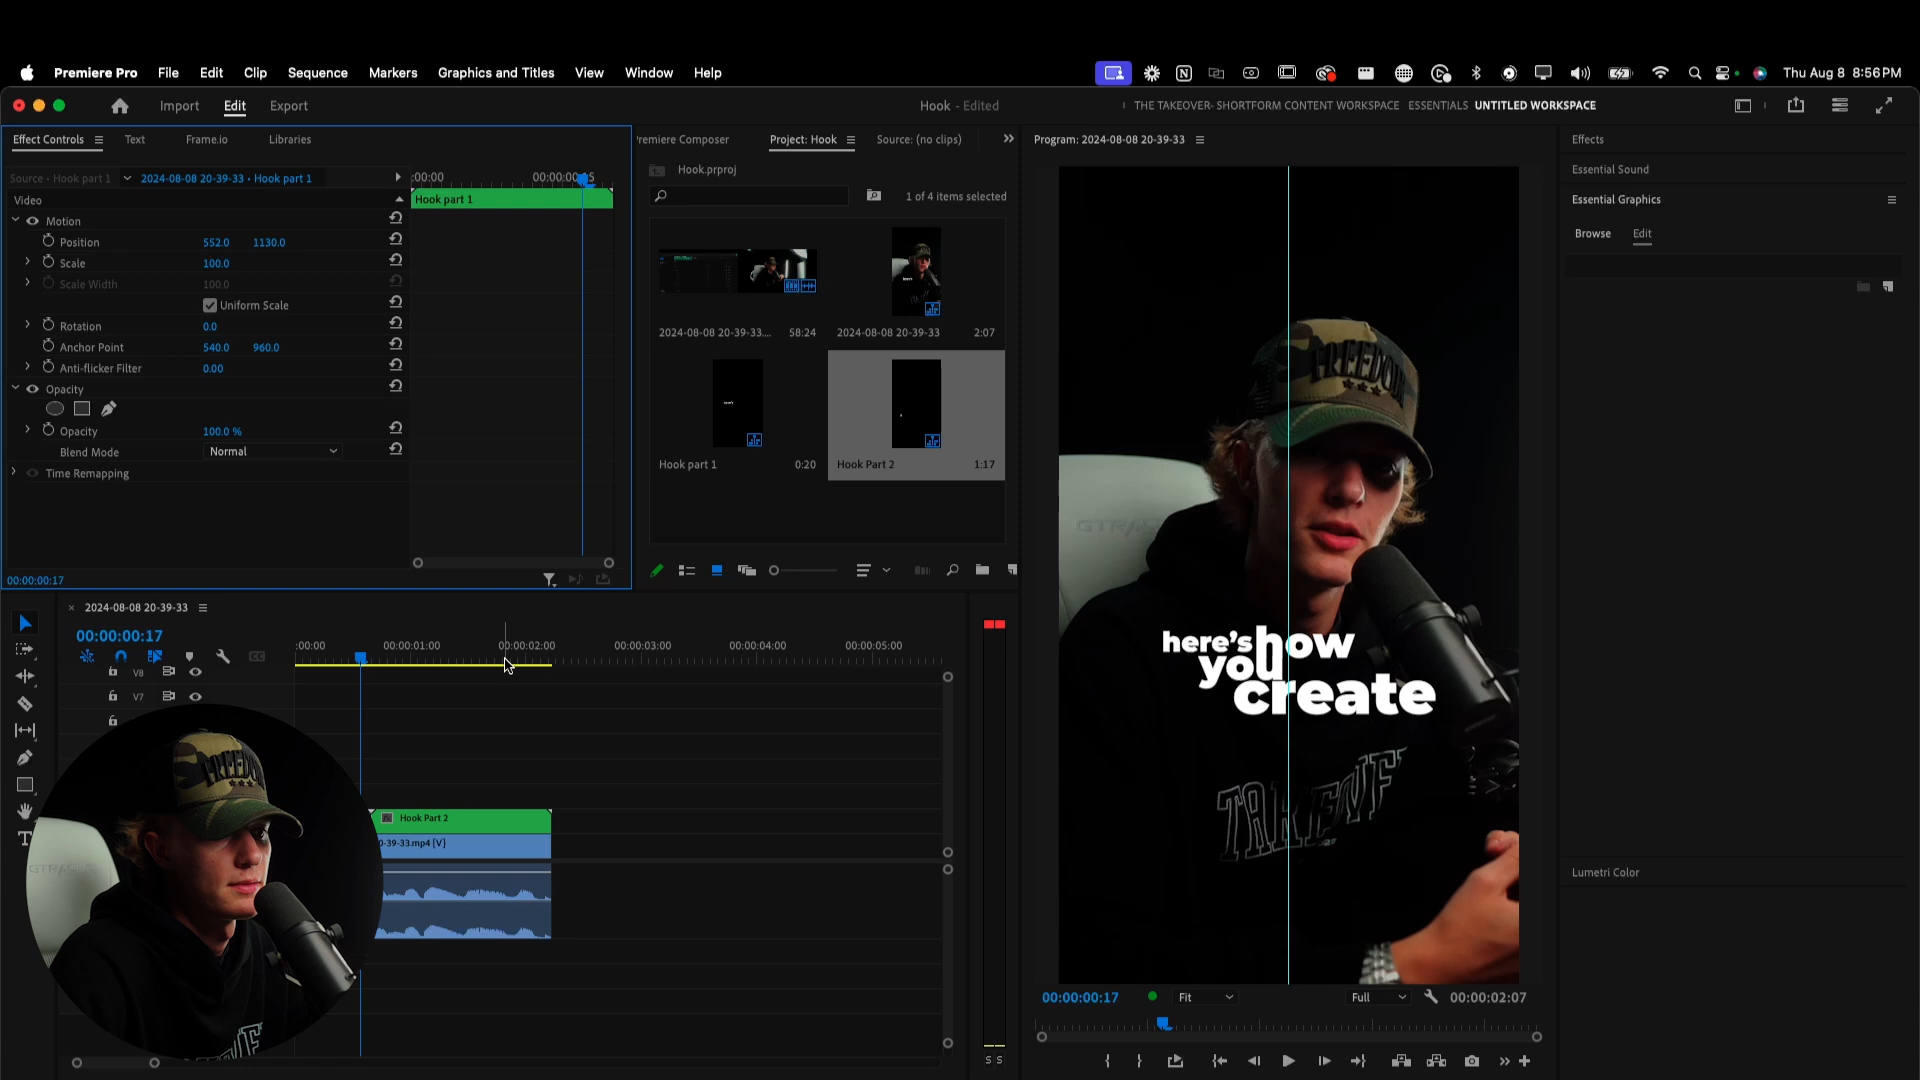 Premiere Pro File Edit Clip Sequence Markers Graphics and Titles View Window Help
Thu Aug 8 8:56PM
Import Edit Export
Hook - Edited
THE TAKEOVER- SHORTFORM CONTENT WORKSPACE ESSENTIALS UNTITLED WORKSPACE
Effect Controls Text Frame.io Libraries
Source • Hook part 1 2024-08-08 20-39-33 • Hook part 1
:00:00 00:00:00:15
Video
Hook part 1
Motion
Position 552.0 1130.0
Scale 100.0
Scale Width 100.0
Uniform Scale
Rotation 0.0
Anchor Point 540.0 960.0
Anti-flicker Filter 0.00
Opacity
Opacity 100.0 %
Blend Mode Normal
Time Remapping
00:00:00:17
remiere Composer Project: Hook Source: (no clips)
Hook.prproj
1 of 4 items selected
2024-08-08 20-39-33.... 58:24
2024-08-08 20-39-33 2:07
Hook part 1 0:20
Hook Part 2 1:17
Program: 2024-08-08 20-39-33
FREEDOM
GTRAC
here's how
you
create
TAKEOVE
00:00:00:17 Fit Full 00:00:02:07
Effects
Essential Sound
Essential Graphics
Browse Edit
Lumetri Color
2024-08-08 20-39-33
00:00:00:17
:00:00 00:00:01:00 00:00:02:00 00:00:03:00 00:00:04:00 00:00:05:00
V8
V7
Hook Part 2
0-39-33.mp4 [V]
S S